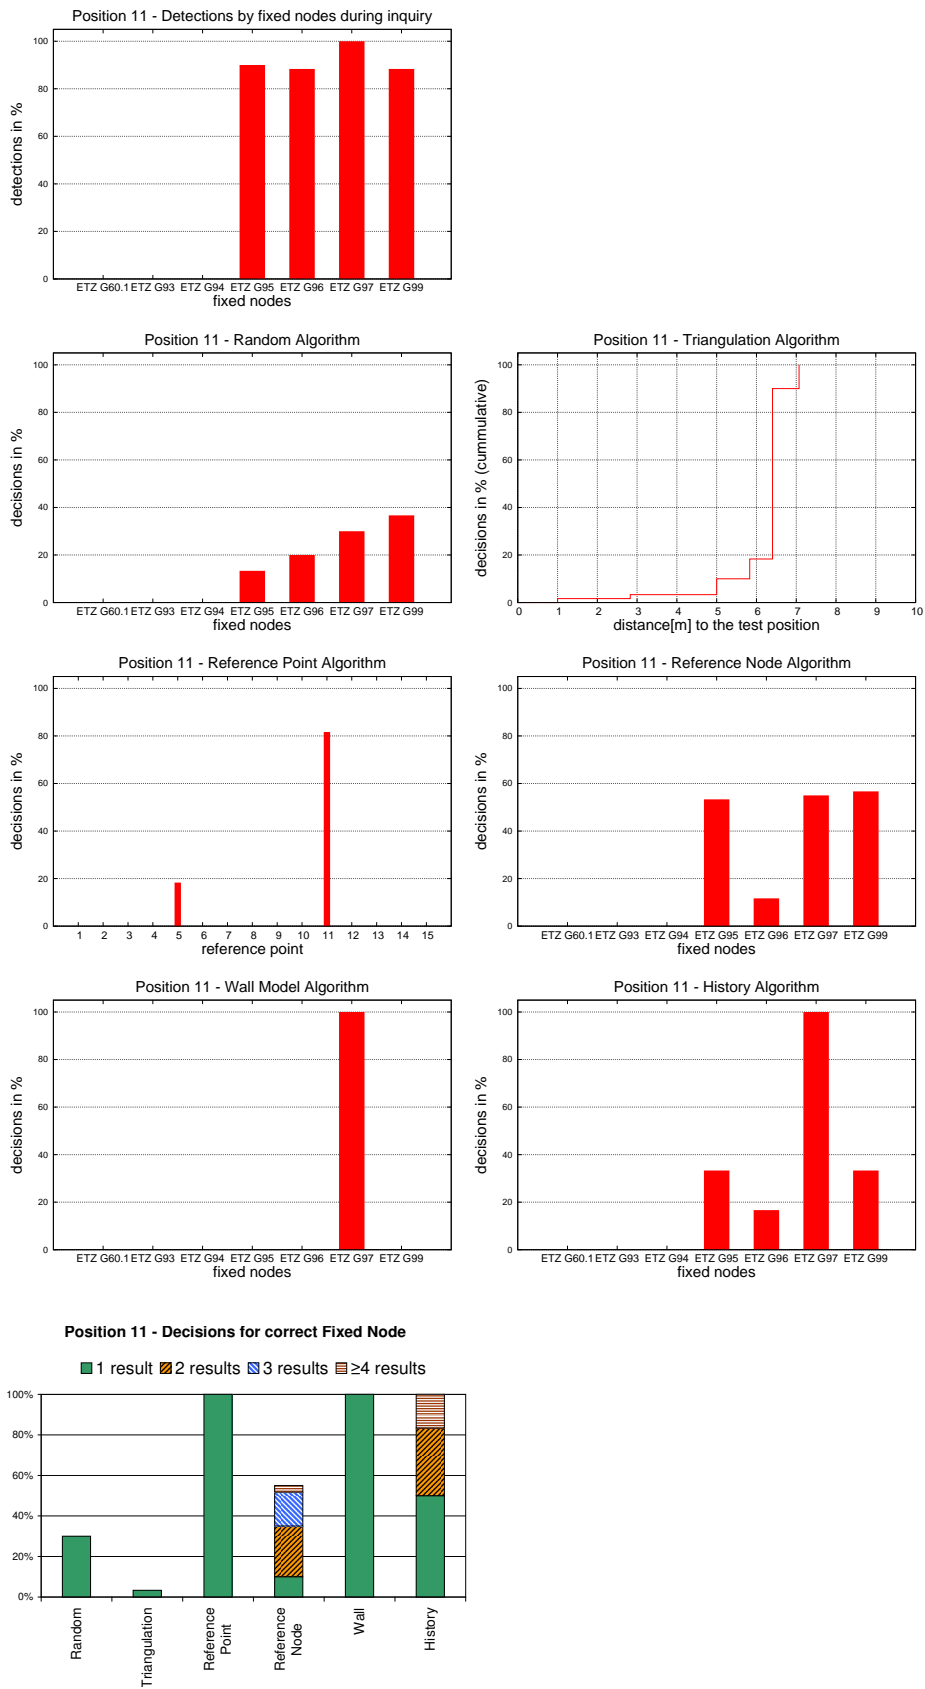 Position 11 - Detections by fixed nodes during inquiry
detections in %
100
80
60
40
20
0
ETZ G60.1 ETZ G93 ETZ G94 ETZ G95 ETZ G96 ETZ G97 ETZ G99
fixed nodes
Position 11 - Random Algorithm
decisions in %
100
80
60
40
20
0
ETZ G60.1 ETZ G93 ETZ G94 ETZ G95 ETZ G96 ETZ G97 ETZ G99
fixed nodes
Position 11 - Triangulation Algorithm
decisions in % (cummulative)
100
80
60
40
20
0
0 1 2 3 4 5 6 7 8 9 10
distance[m] to the test position
Position 11 - Reference Point Algorithm
decisions in %
100
80
60
40
20
0
1 2 3 4 5 6 7 8 9 10 11 12 13 14 15
reference point
Position 11 - Reference Node Algorithm
decisions in %
100
80
60
40
20
0
ETZ G60.1 ETZ G93 ETZ G94 ETZ G95 ETZ G96 ETZ G97 ETZ G99
fixed nodes
Position 11 - Wall Model Algorithm
decisions in %
100
80
60
40
20
0
ETZ G60.1 ETZ G93 ETZ G94 ETZ G95 ETZ G96 ETZ G97 ETZ G99
fixed nodes
Position 11 - History Algorithm
decisions in %
100
80
60
40
20
0
ETZ G60.1 ETZ G93 ETZ G94 ETZ G95 ETZ G96 ETZ G97 ETZ G99
fixed nodes
Position 11 - Decisions for correct Fixed Node
1 result 2 results 3 results ≥4 results
100%
80%
60%
40%
20%
0%
Random
Triangulation
Reference
Point
Reference
Node
Wall
History